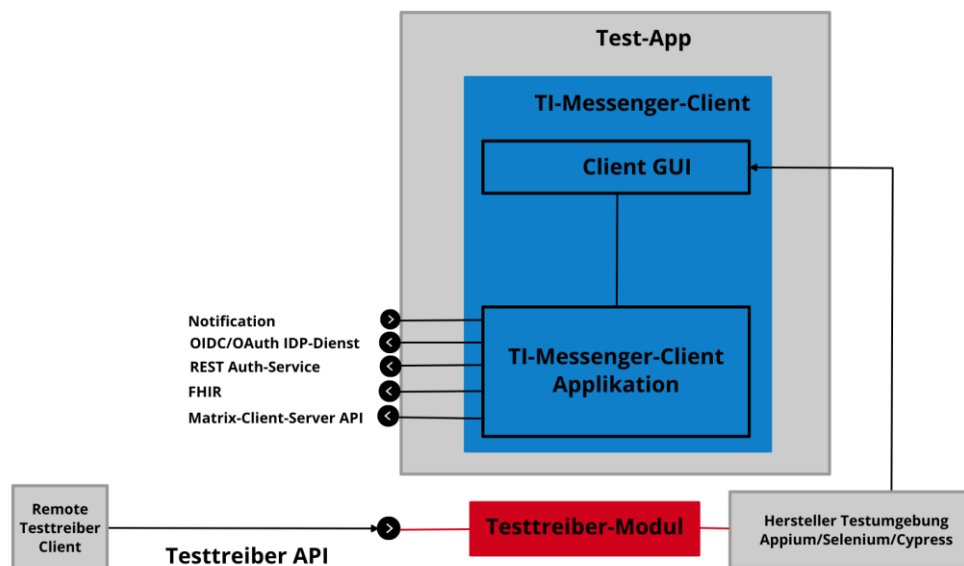 Test-App
TI-Messenger-Client
Client GUI
Notification
OIDC/OAuth IDP-Dienst
REST Auth-Service
FHIR
Matrix-Client-Server API
TI-Messenger-Client
Applikation
Remote
Testtreiber
Client
Testtreiber API
Testtreiber-Modul
Hersteller Testumgebung
Appium/Selenium/Cypress